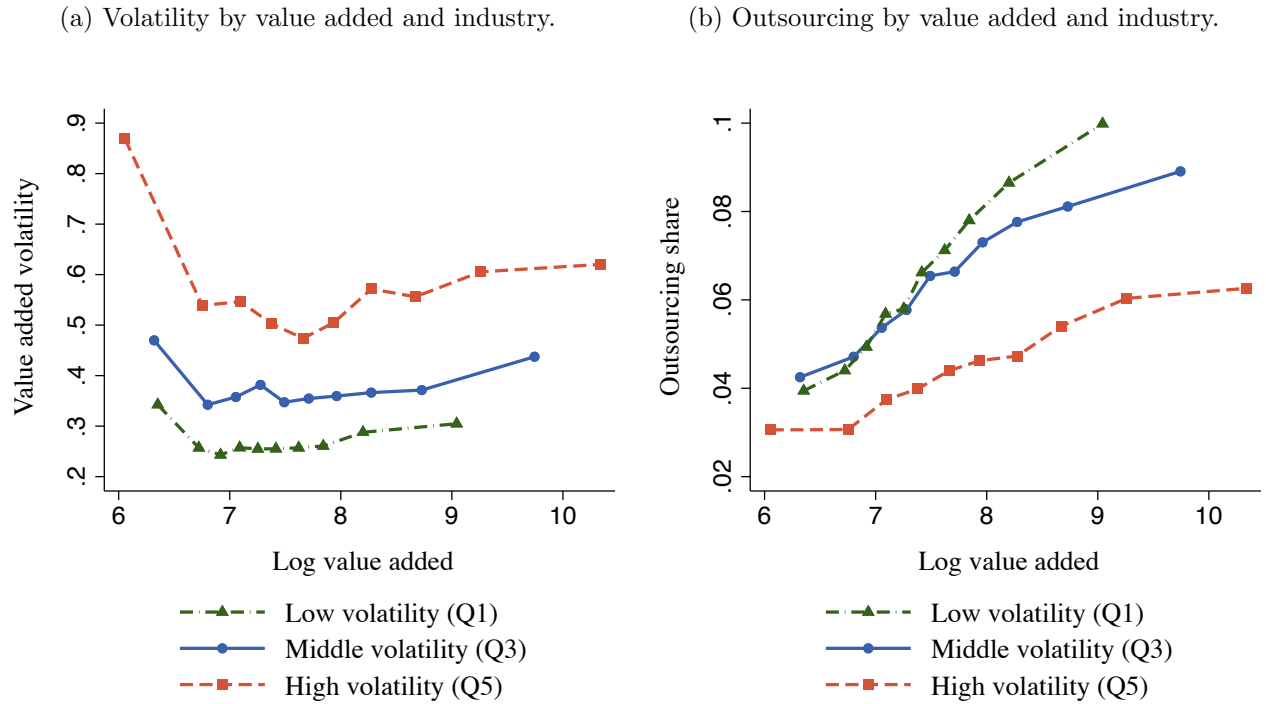 (a) Volatility by value added and industry.
Value added volatility
.9
.8
.7
.6
.5
.4
.3
.2
6 7 8 9 10
Log value added
Low volatility (Q1)
Middle volatility (Q3)
High volatility (Q5)
(b) Outsourcing by value added and industry.
Outsourcing share
.1
.08
.06
.04
.02
6 7 8 9 10
Log value added
Low volatility (Q1)
Middle volatility (Q3)
High volatility (Q5)